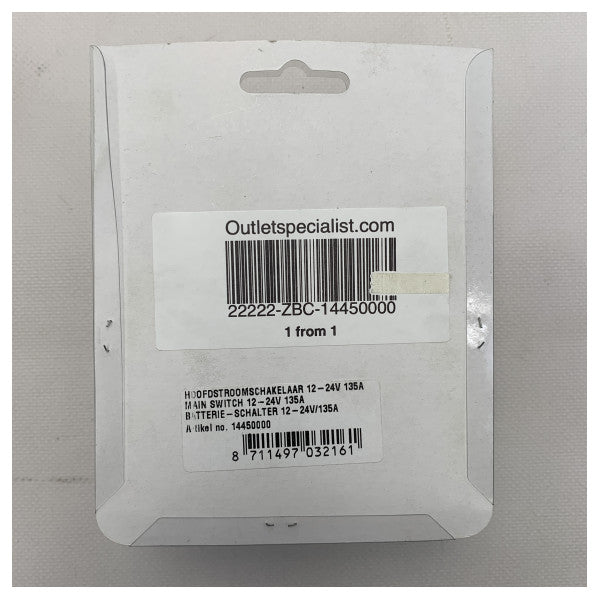 Outletspecialist.com
22222-ZBC-14450000
1 from 1
HOOFDSTROOMSCHAKELAAR 12-24V 135A
MAIN SWITCH 12-24V 135A
BATTERIE-SCHALTER 12-24V/135A
Artikel no. 14450000
8 711497 032161